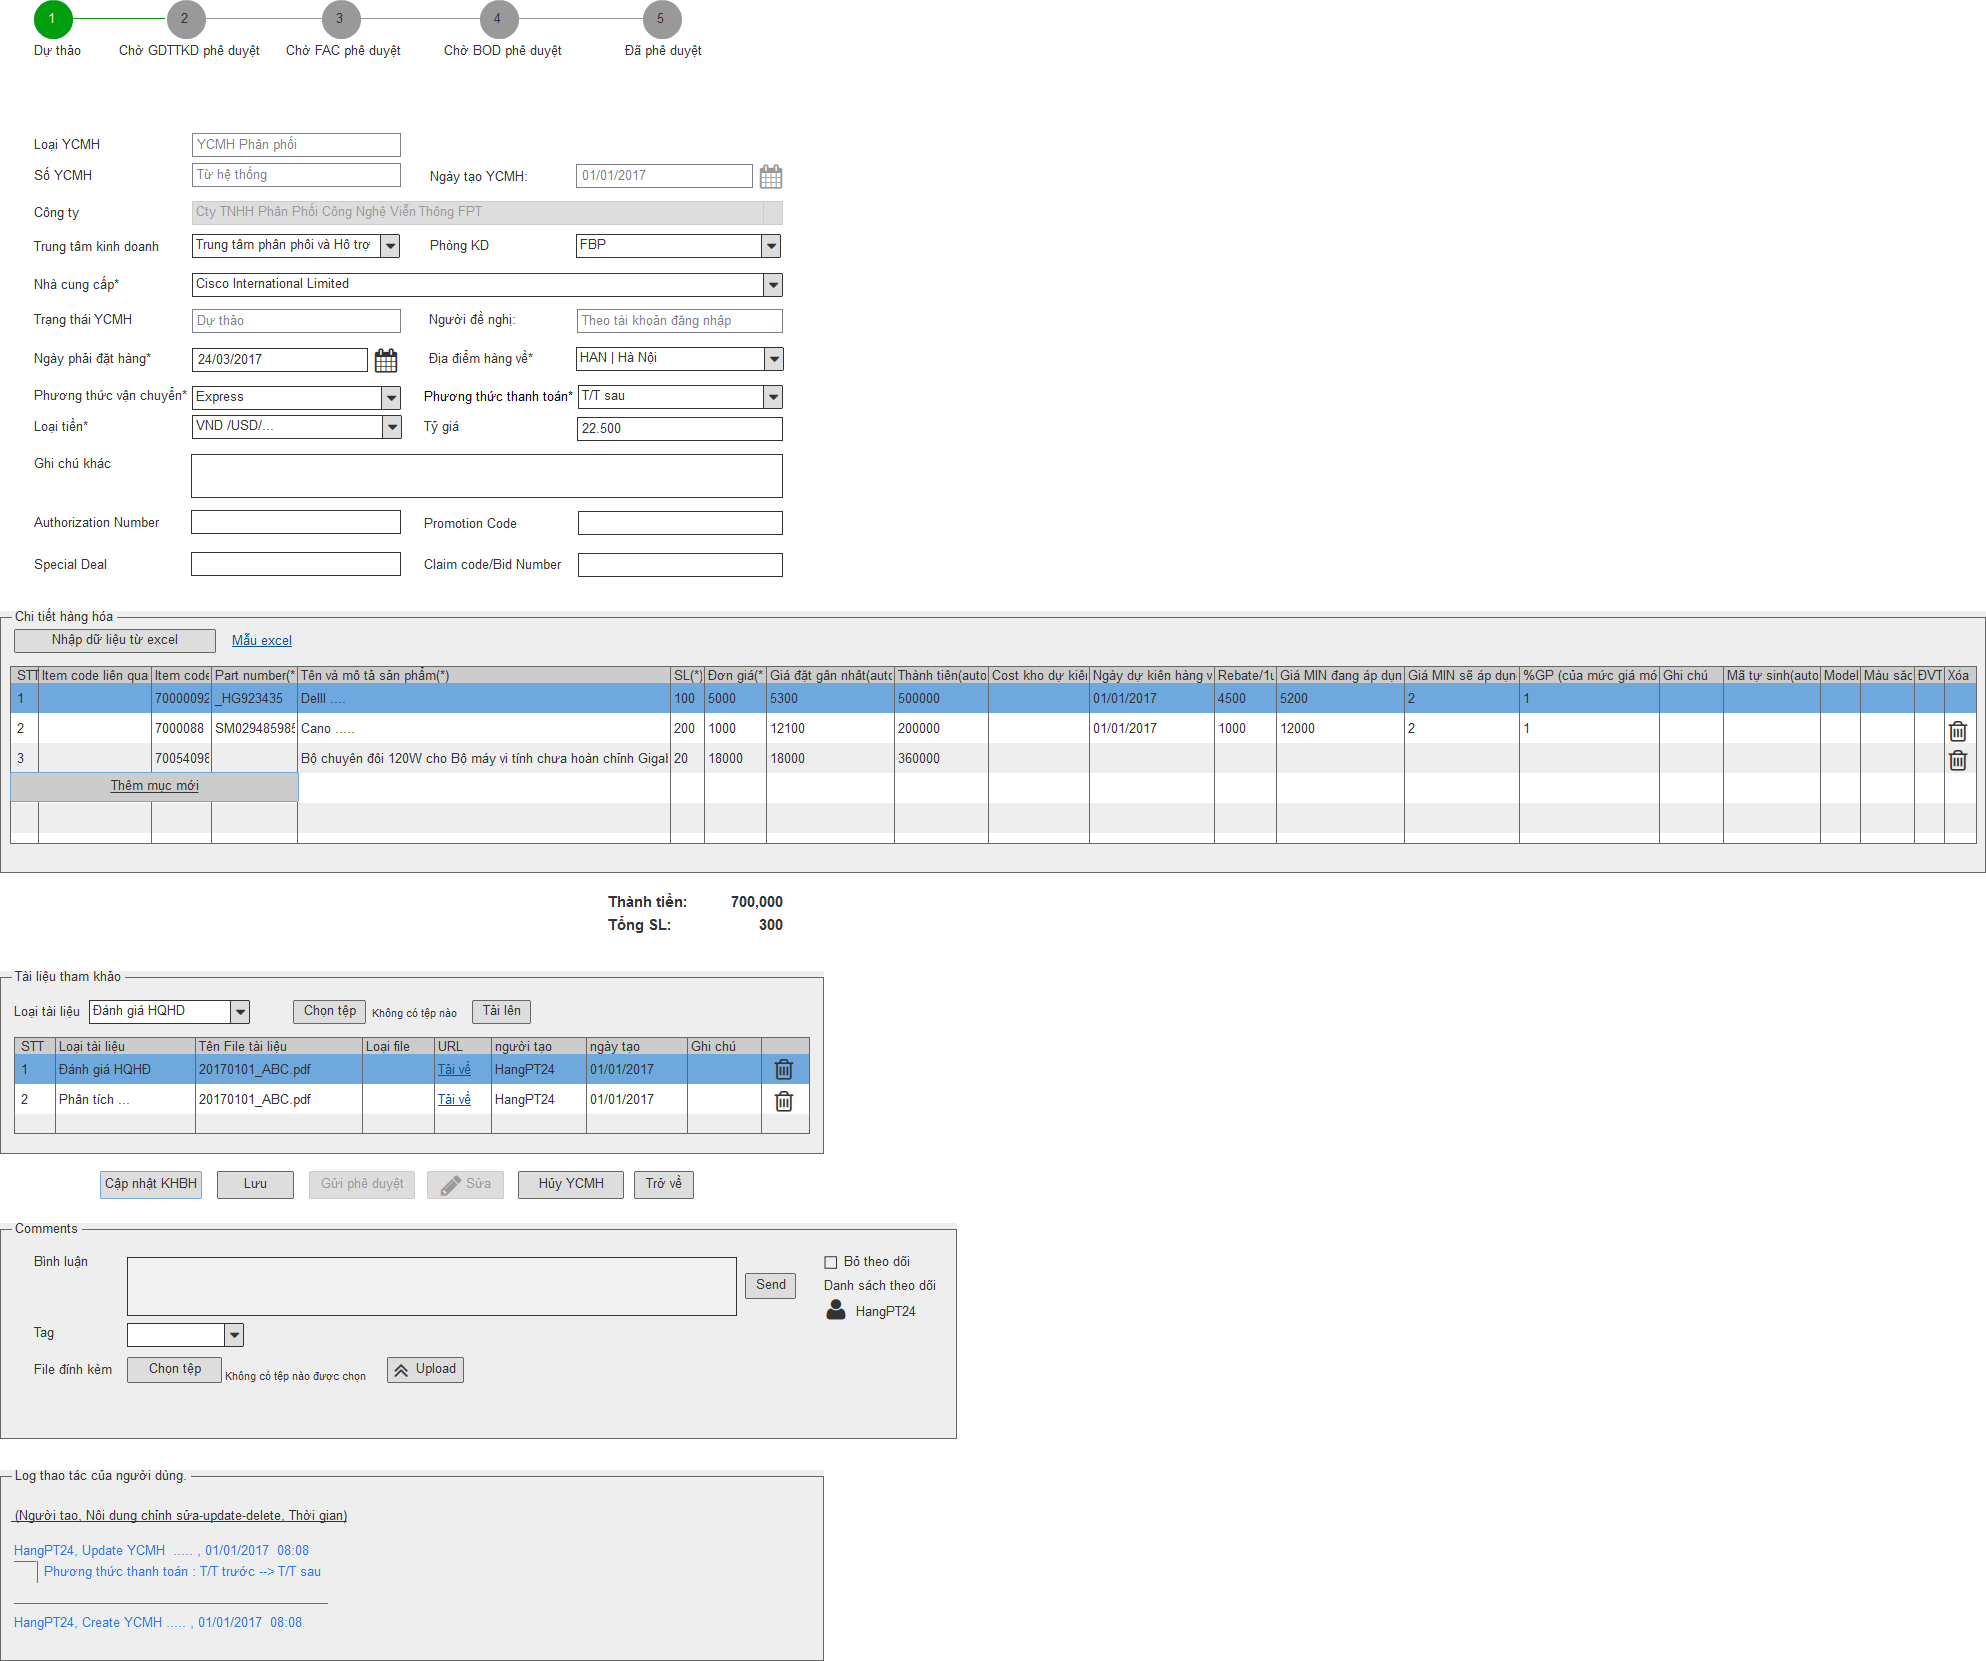 1 2 3 4 5
Dự thảo Chờ GDTTKD phê duyệt Chờ FAC phê duyệt Chờ BOD phê duyệt Đã phê duyệt
Loại YCMH YCMH Phân phối
Số YCMH Từ hệ thống Ngày tạo YCMH: 01/01/2017
Công ty Cty TNHH Phân Phối Công Nghệ Viễn Thông FPT
Trung tâm kinh doanh Trung tâm phân phối và Hỗ trợ Phòng KD FBP
Nhà cung cấp* Cisco International Limited
Trạng thái YCMH Dự thảo Người đề nghị: Theo tài khoản đăng nhập
Ngày phải đặt hàng* 24/03/2017 Địa điểm hàng về* HAN | Hà Nội
Phương thức vận chuyển* Express Phương thức thanh toán* T/T sau
Loại tiền* VND /USD/... Tỷ giá 22.500
Ghi chú khác
Authorization Number Promotion Code
Special Deal Claim code/Bid Number
Chi tiết hàng hóa
Nhập dữ liệu từ excel Mẫu excel
STT Item code liên qua Item code Part number(* Tên và mô tả sản phẩm(*) SL(*) Đơn giá(* Giá đặt gần nhất(auto Thành tiền(auto Cost kho dự kiến Ngày dự kiến hàng v Rebate/1u Giá MIN đang áp dụn Giá MIN sẽ áp dụng %GP (của mức giá mớ Ghi chú Mã tự sinh(auto Model Màu sắc ĐVT Xóa
1 70000092 _HG923435 Delll .... 100 5000 5300 500000 01/01/2017 4500 5200 2 1
2 7000088 SM029485985 Cano ..... 200 1000 12100 200000 01/01/2017 1000 12000 2 1
3 70054098 Bộ chuyển đổi 120W cho Bộ máy vi tính chưa hoàn chỉnh Gigab 20 18000 18000 360000
Thêm mục mới
Thành tiền: 700,000
Tổng SL: 300
Tài liệu tham khảo
Loại tài liệu Đánh giá HQHD Chọn tệp Không có tệp nào Tải lên
STT Loại tài liệu Tên File tài liệu Loại file URL người tạo ngày tạo Ghi chú
1 Đánh giá HQHĐ 20170101_ABC.pdf Tải về HangPT24 01/01/2017
2 Phân tích ... 20170101_ABC.pdf Tải về HangPT24 01/01/2017
Cập nhật KHBH Lưu Gửi phê duyệt Sửa Hủy YCMH Trở về
Comments
Bình luận Bỏ theo dõi
Send Danh sách theo dõi
HangPT24
Tag
File đính kèm Chọn tệp Không có tệp nào được chọn Upload
Log thao tác của người dùng.
(Người tạo, Nội dung chỉnh sửa-update-delete, Thời gian)
HangPT24, Update YCMH ..... , 01/01/2017 08:08
Phương thức thanh toán : T/T trước --> T/T sau
HangPT24, Create YCMH ..... , 01/01/2017 08:08